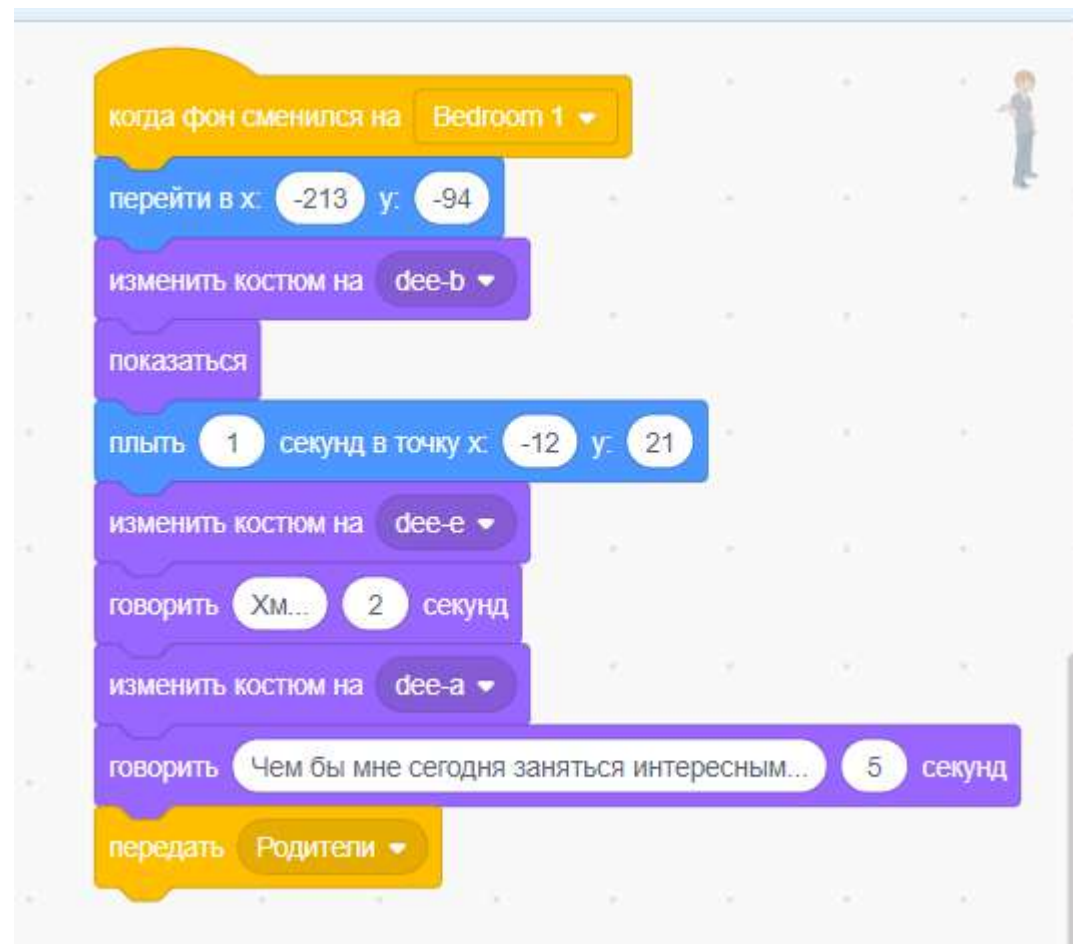 когда фон сменился на Bedroom 1
перейти в x: -213 y: -94
изменить костюм на dee-b
показаться
плыть 1 секунд в точку x: -12 y: 21
изменить костюм на dee-e
говорить Хм... 2 секунд
изменить костюм на dee-a
говорить Чем бы мне сегодня заняться интересным... 5 секунд
передать Родители